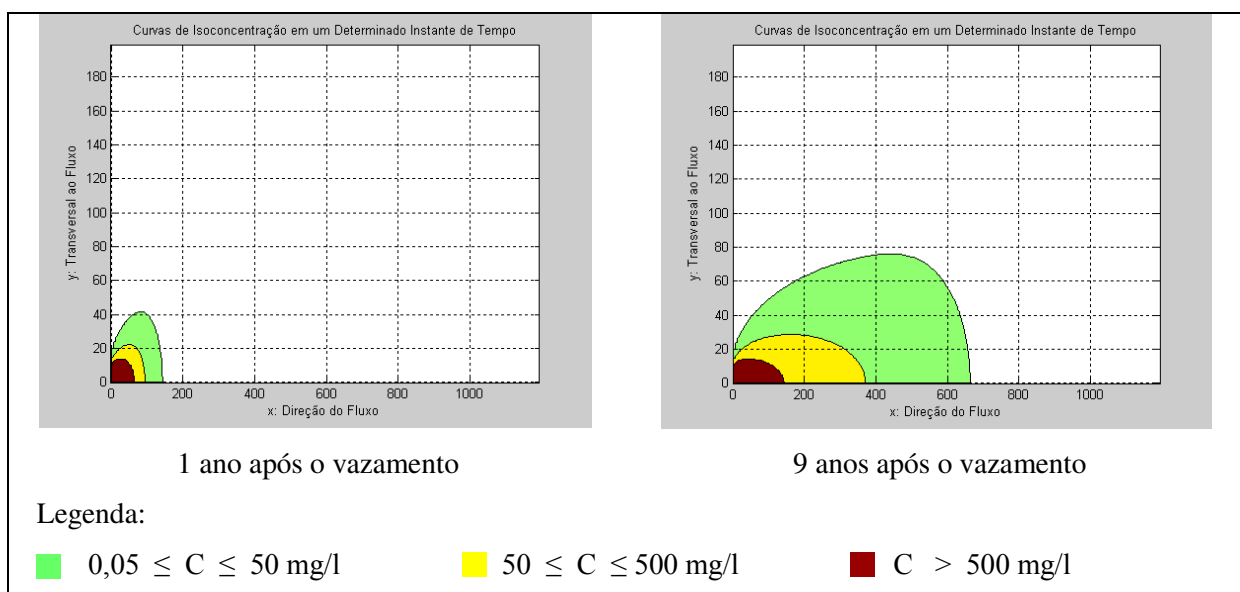 Curvas de Isoconcentração em um Determinado Instante de Tempo
180
160
140
120
100
80
60
40
20
0
y: Transversal ao Fluxo
0 200 400 600 800 1000
x: Direção do Fluxo
1 ano após o vazamento
Curvas de Isoconcentração em um Determinado Instante de Tempo
180
160
140
120
100
80
60
40
20
0
y: Transversal ao Fluxo
0 200 400 600 800 1000
x: Direção do Fluxo
9 anos após o vazamento
Legenda:
0,05 ≤ C ≤ 50 mg/l
50 ≤ C ≤ 500 mg/l
C > 500 mg/l